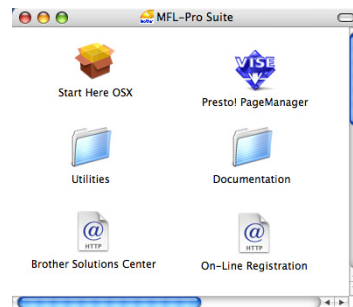 MFL-Pro Suite
VISE
Start Here OSX
Presto! PageManager
Utilities
Documentation
@
HTTP
@
HTTP
Brother Solutions Center
On-Line Registration